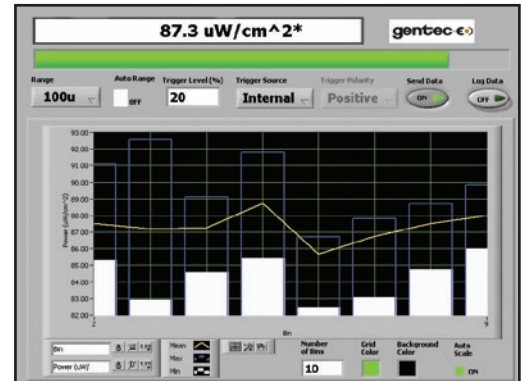 87.3 uW/cm^2*
gentec-eo
Range
Auto Range
Trigger Level (%)
Trigger Source
Trigger Polarity
Send Data
Log Data
100u
OFF
20
Internal
Positive
ON
OFF
93.00
92.00
91.00
90.00
89.00
88.00
87.00
86.00
85.00
84.00
83.00
82.00
Power (uW/cm^2)
2
9
Bin
Bin
Power (uW/
Mean
Max
Min
Number
of Bins
10
Grid
Color
Background
Color
Auto
Scale
ON